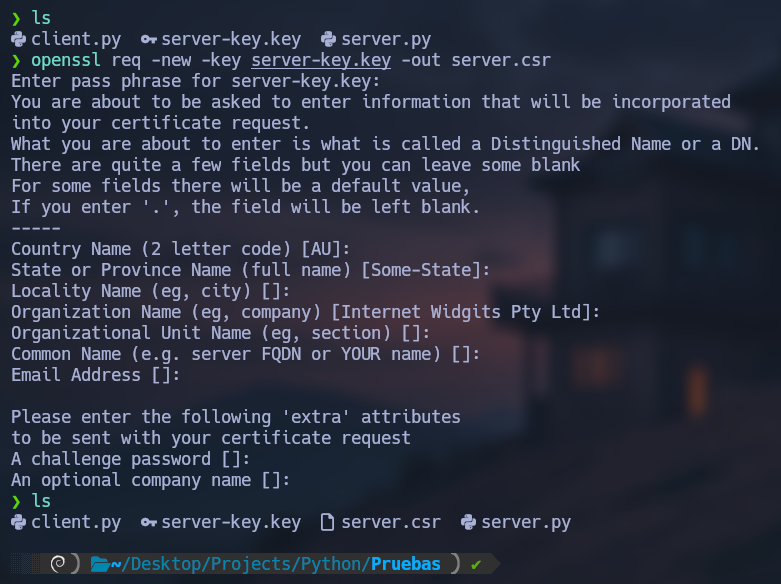 ❯ ls
client.py server-key.key server.py
❯ openssl req -new -key server-key.key -out server.csr
Enter pass phrase for server-key.key:
You are about to be asked to enter information that will be incorporated
into your certificate request.
What you are about to enter is what is called a Distinguished Name or a DN.
There are quite a few fields but you can leave some blank
For some fields there will be a default value,
If you enter '.', the field will be left blank.
-----
Country Name (2 letter code) [AU]:
State or Province Name (full name) [Some-State]:
Locality Name (eg, city) []:
Organization Name (eg, company) [Internet Widgits Pty Ltd]:
Organizational Unit Name (eg, section) []:
Common Name (e.g. server FQDN or YOUR name) []:
Email Address []:
Please enter the following 'extra' attributes
to be sent with your certificate request
A challenge password []:
An optional company name []:
❯ ls
client.py server-key.key server.csr server.py
~/Desktop/Projects/Python/Pruebas ✔